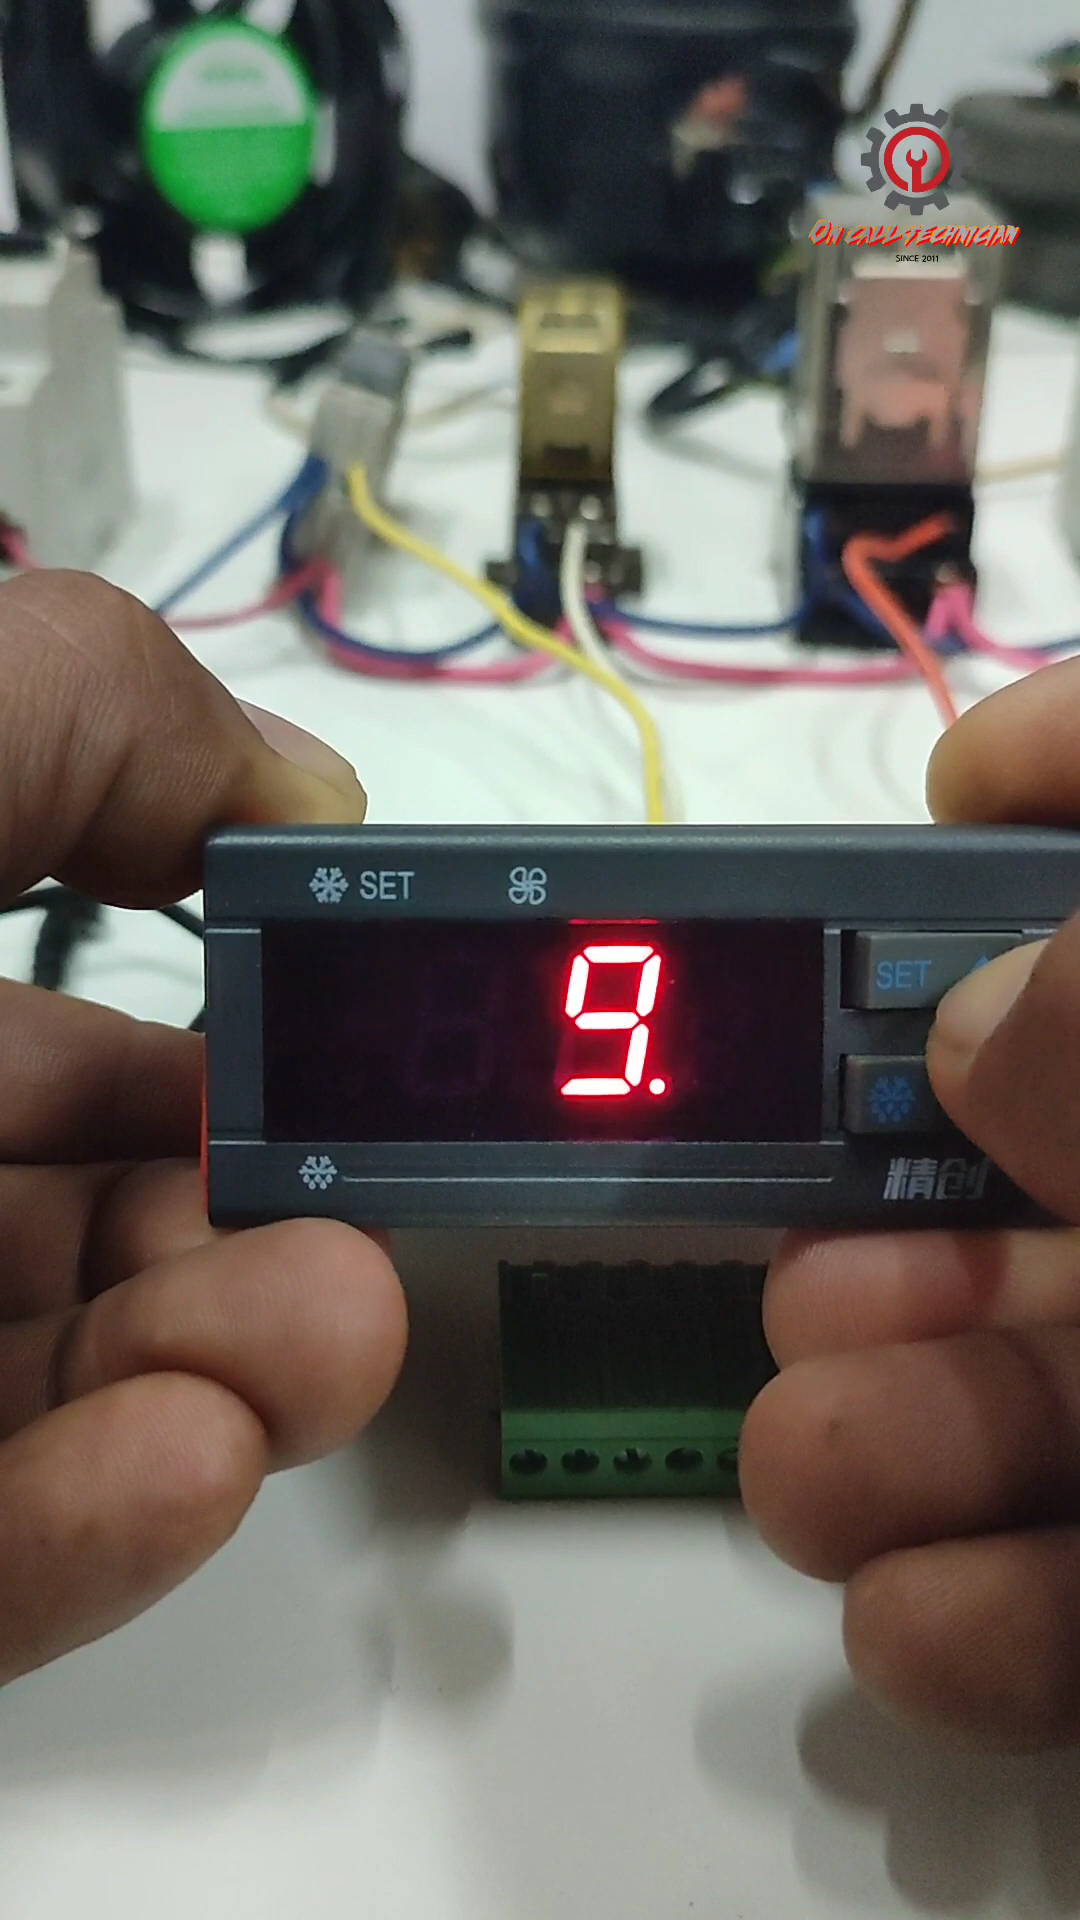 ON CALL TECHNICIAN
SINCE 2011
SET
9.
SET
精创